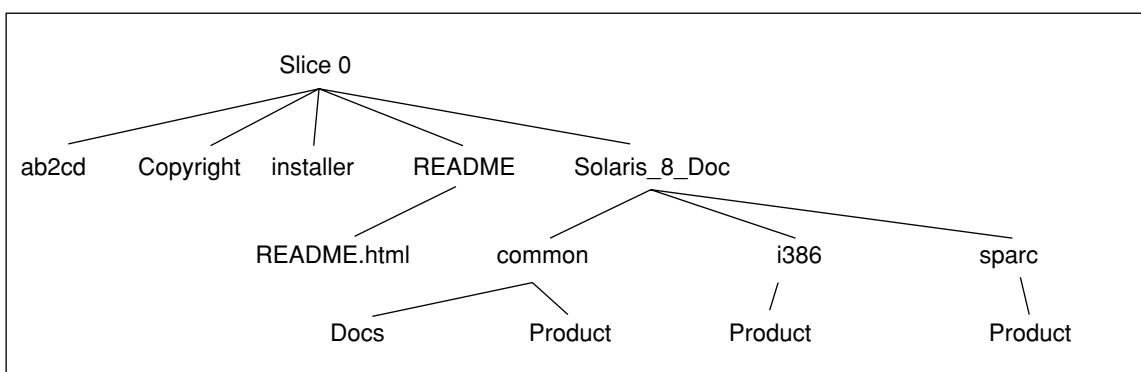 Slice 0
ab2cd Copyright installer README Solaris_8_Doc
README.html common i386 sparc
Docs Product Product Product